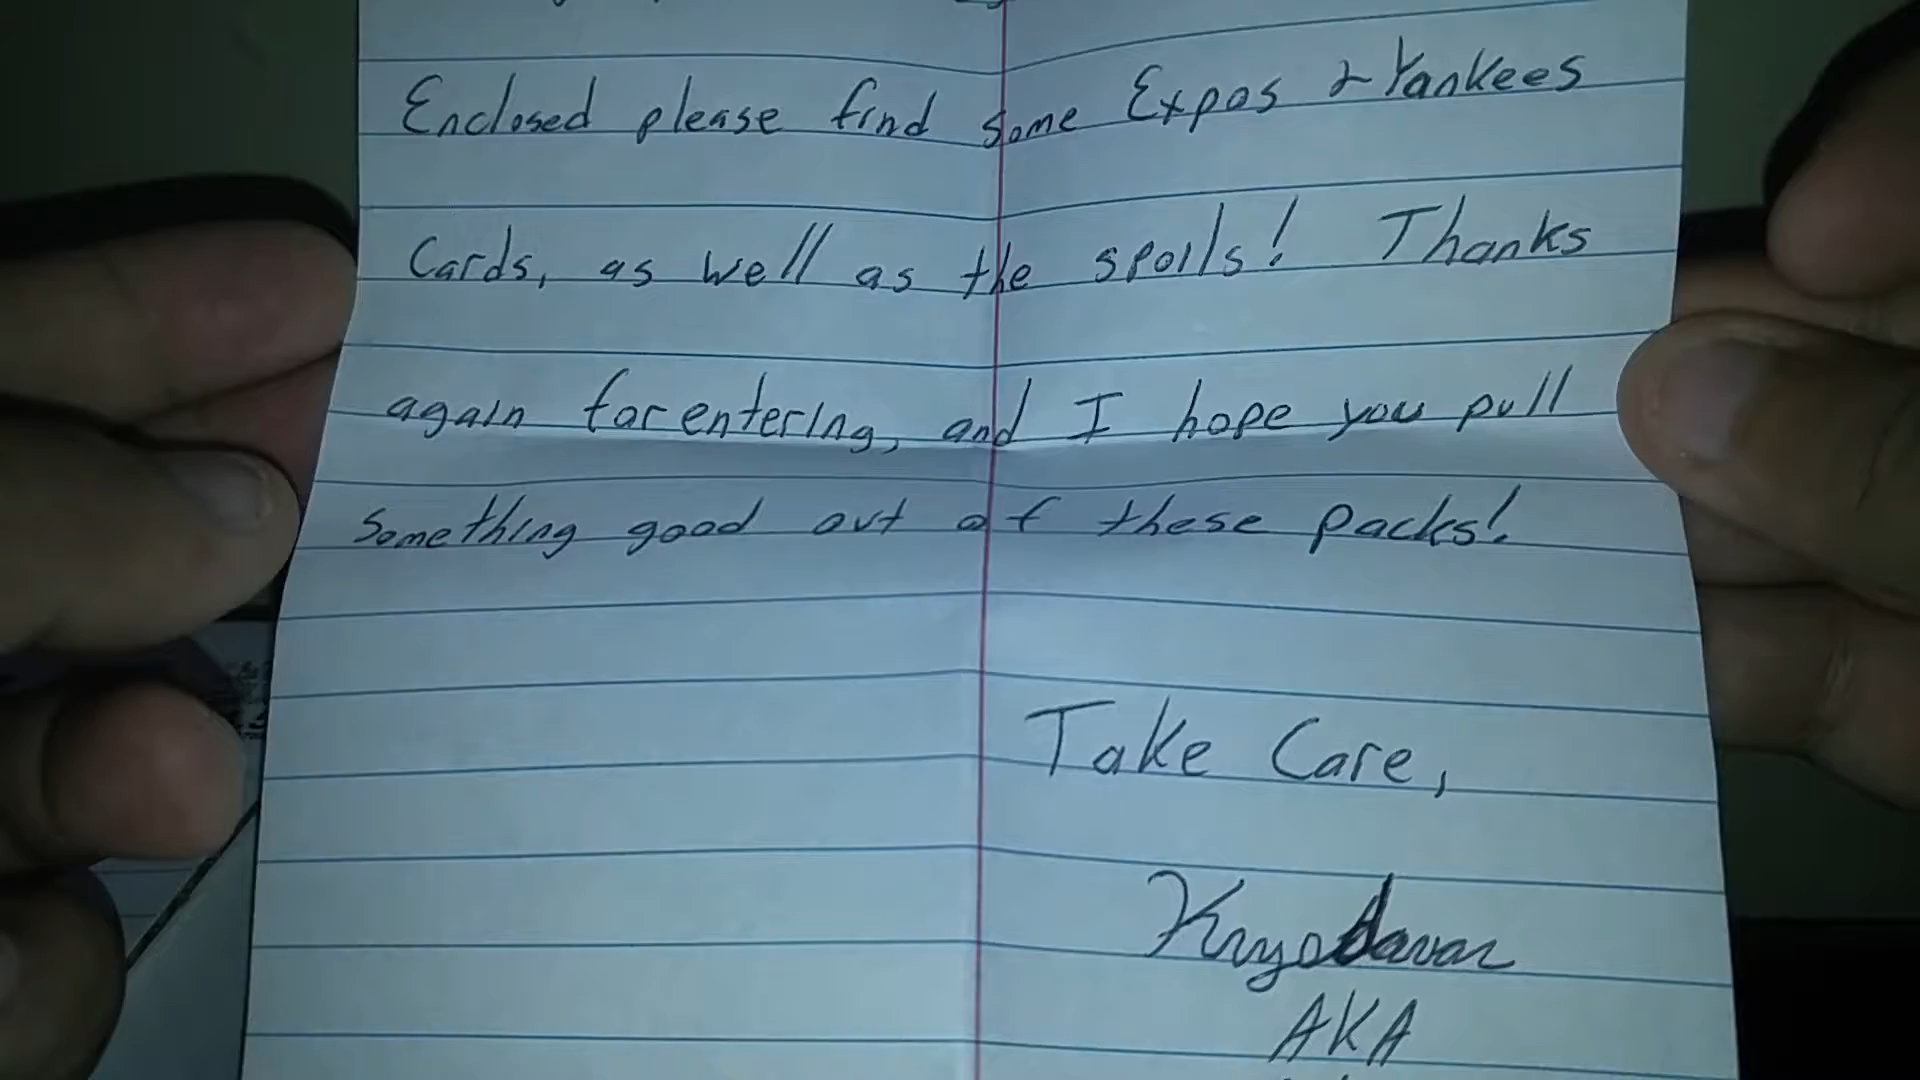 Enclosed please find some Expos & Yankees
Cards, as well as the spoils! Thanks
again for entering, and I hope you pull
Something good out of these packs!
Take Care,
AKA